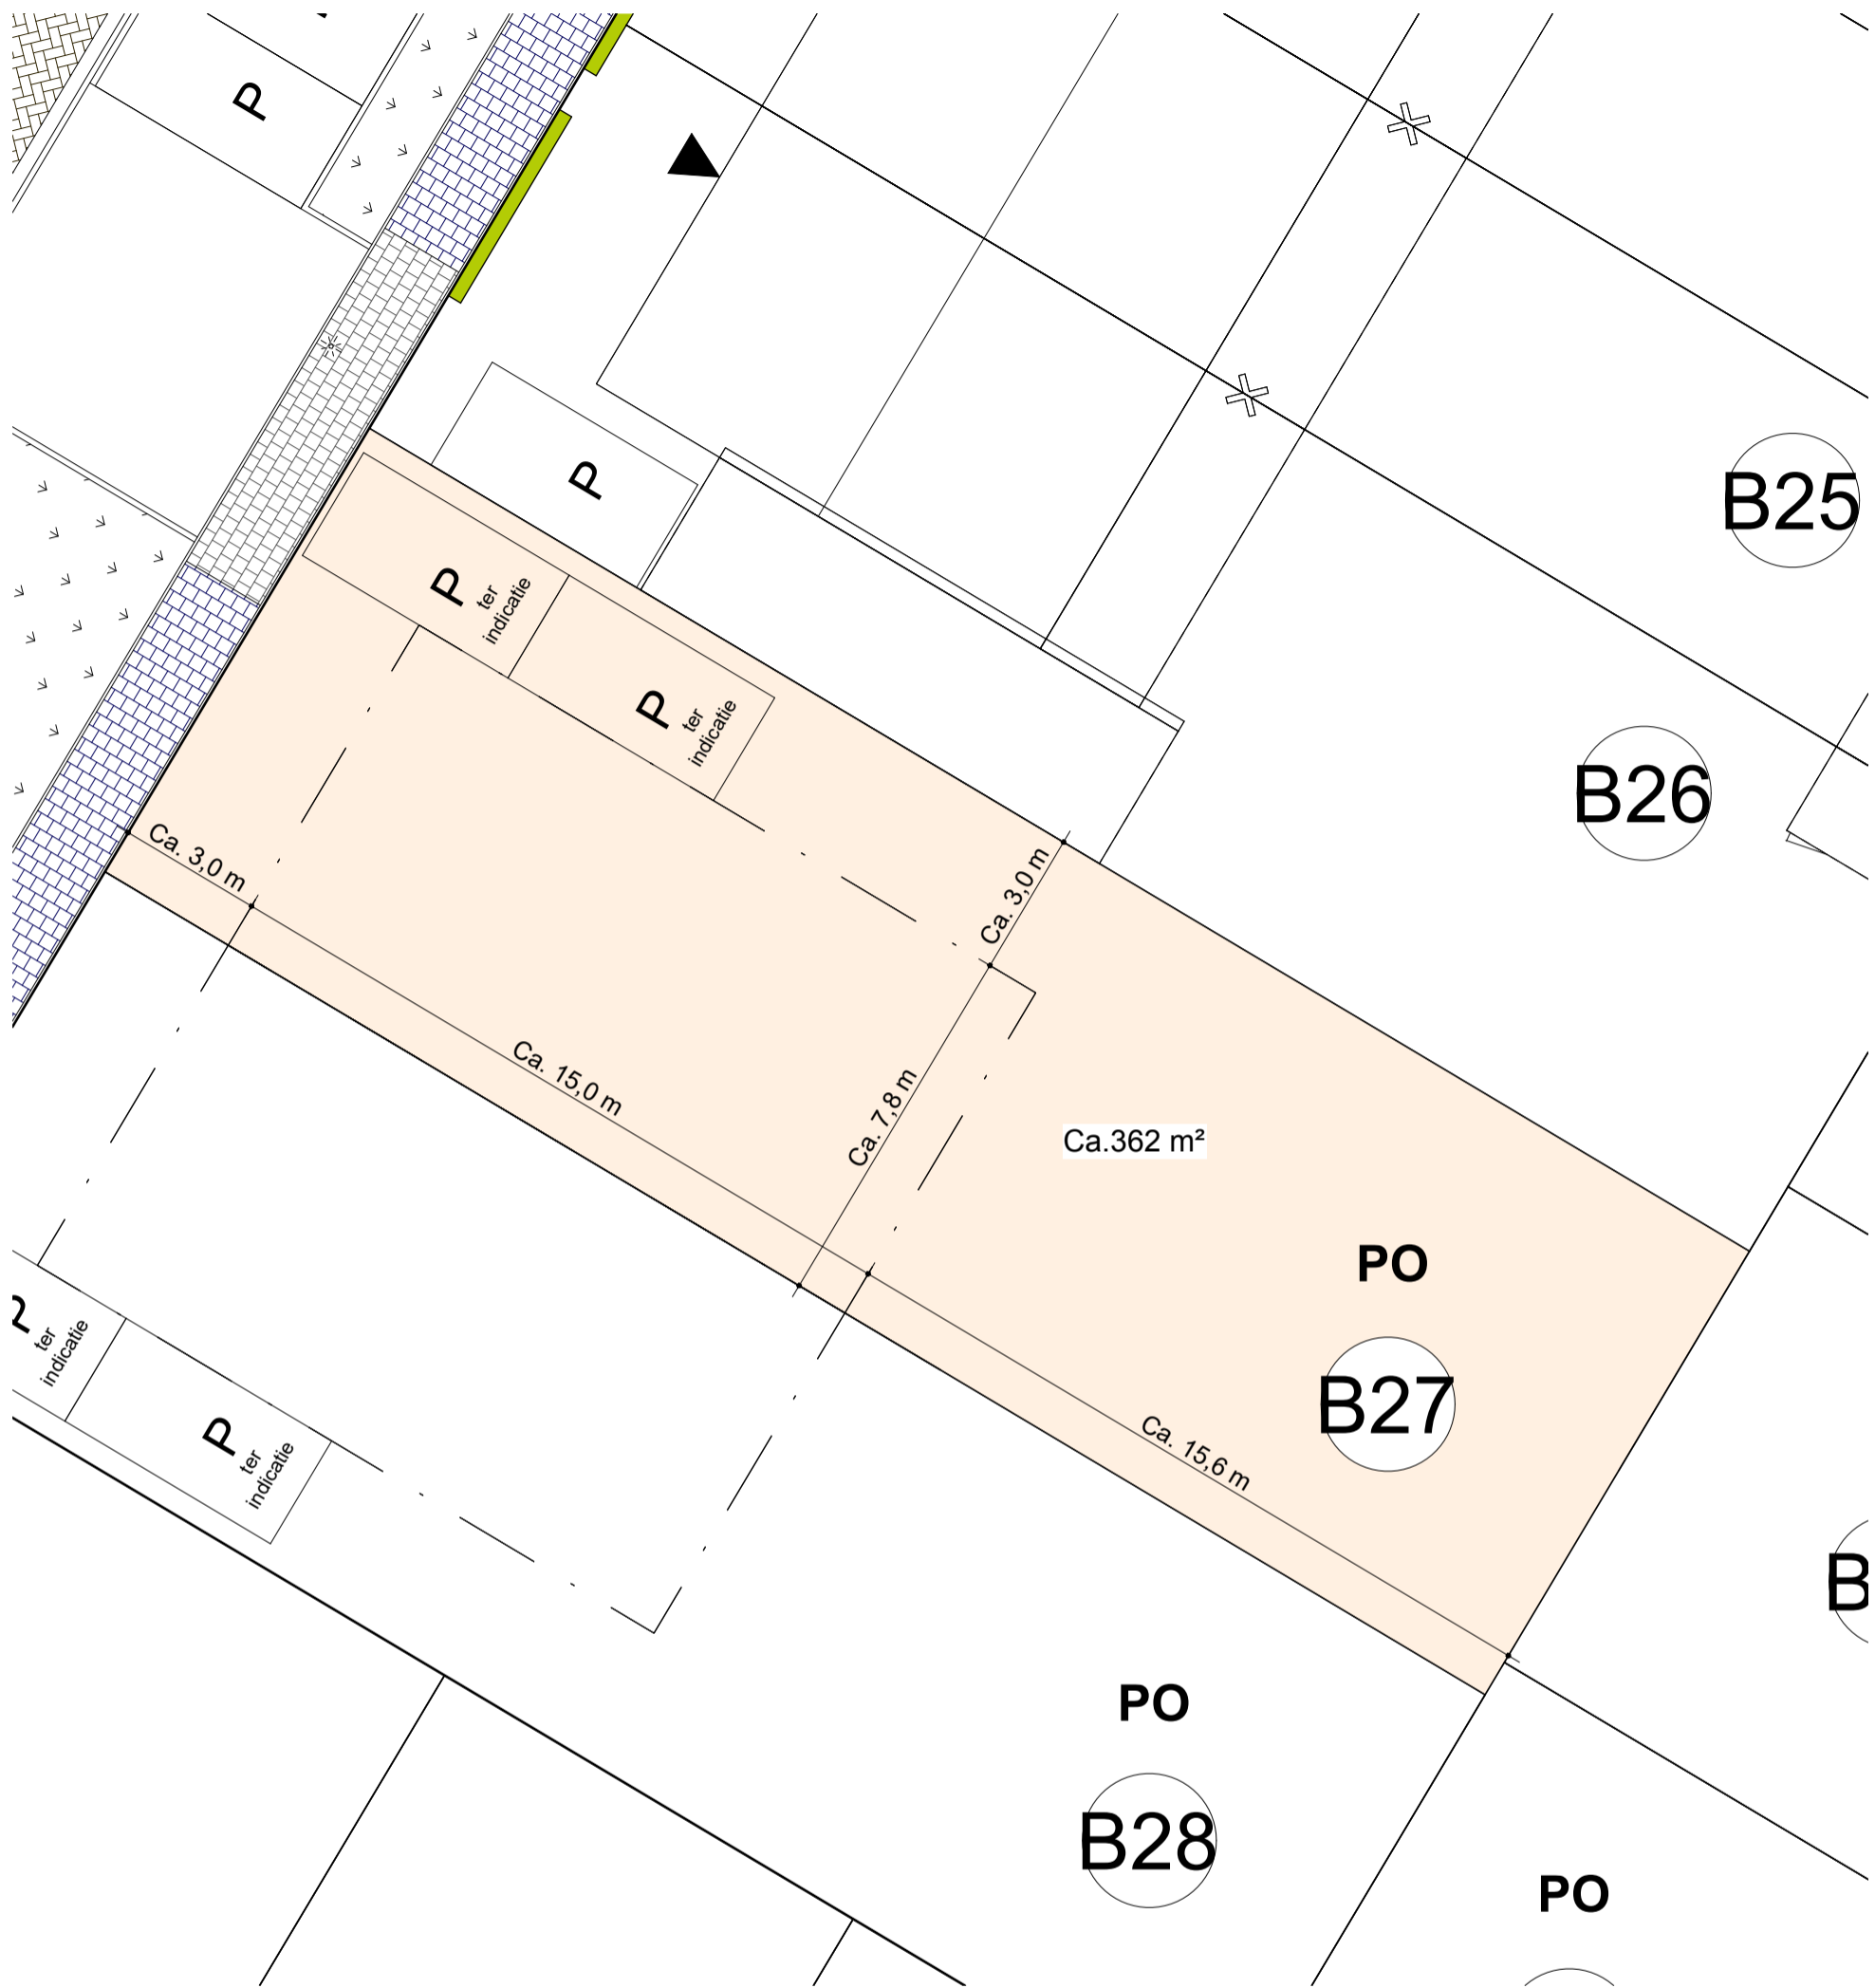 P
B25
P
P
ter
indicatie
P
ter
indicatie
B26
Ca. 3,0 m
Ca. 3,0 m
Ca. 15,0 m
Ca. 7,8 m
Ca.362 m²
PO
B27
P
ter
indicatie
P
ter
indicatie
Ca. 15,6 m
B
PO
B28
PO